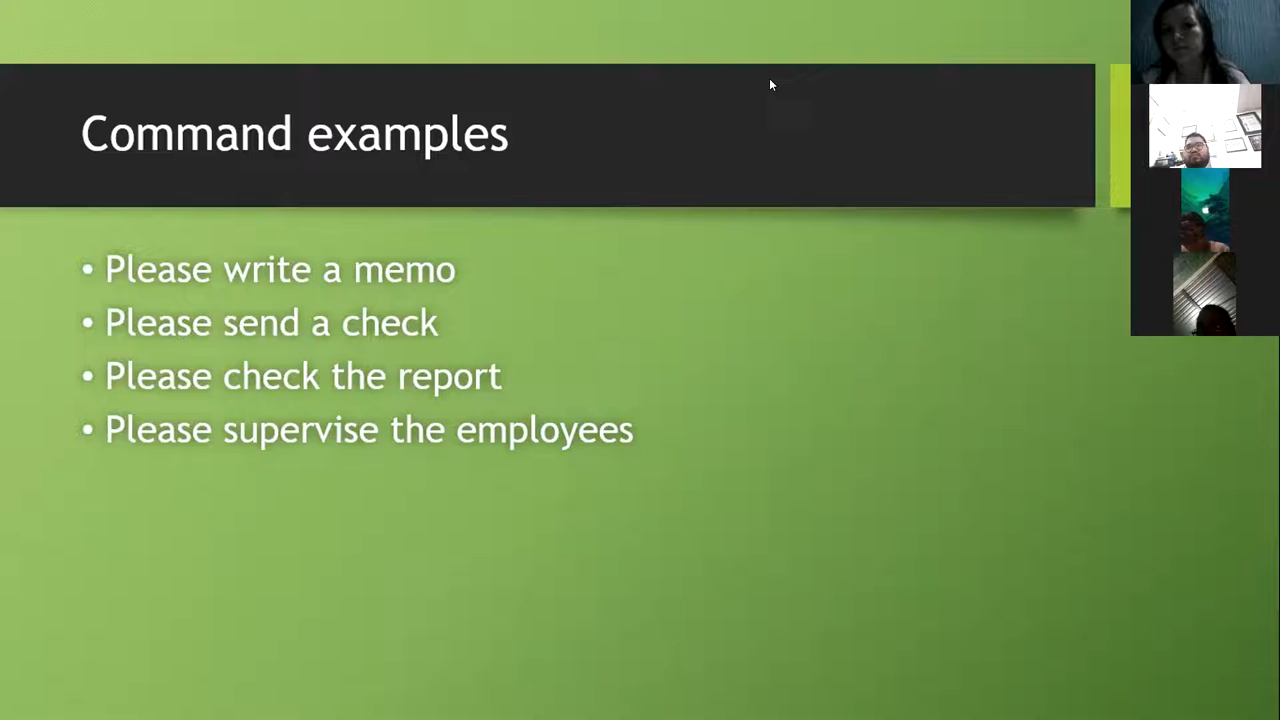 Command examples
• Please write a memo
• Please send a check
• Please check the report
• Please supervise the employees